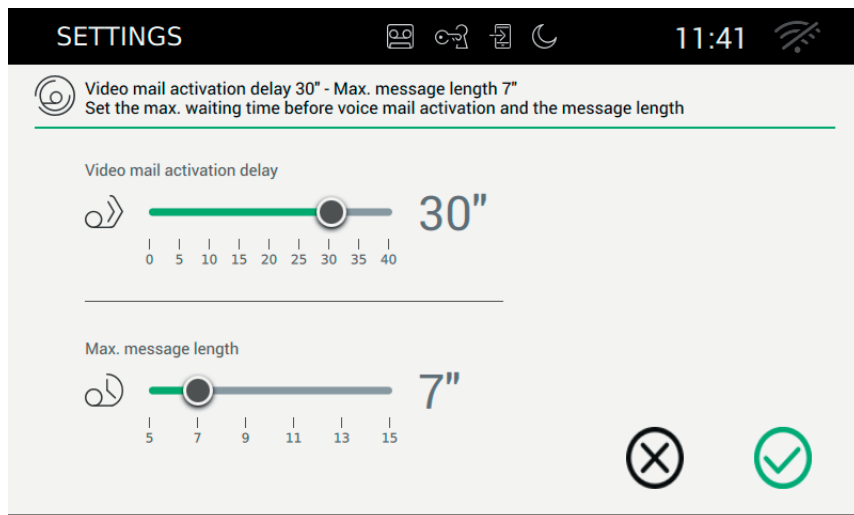 SETTINGS 11:41
Video mail activation delay 30" - Max. message length 7"
Set the max. waiting time before voice mail activation and the message length
Video mail activation delay
30"
0 5 10 15 20 25 30 35 40
Max. message length
7"
5 7 9 11 13 15